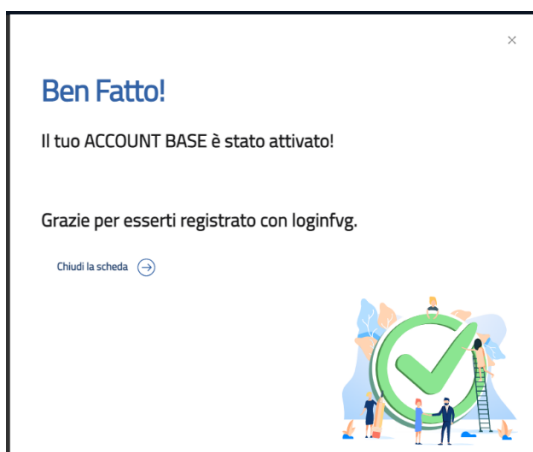 Ben Fatto!
Il tuo ACCOUNT BASE è stato attivato!
Grazie per esserti registrato con loginfvg.
Chiudi la scheda